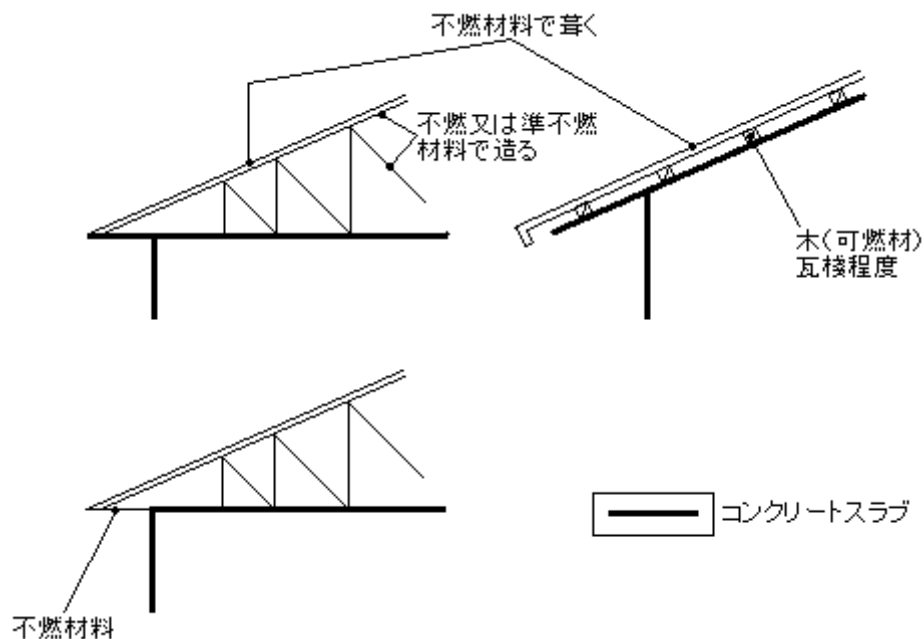 不燃材料で葺く
不燃又は準不燃
材料で造る
木(可燃材)
瓦桟程度
コンクリートスラブ
不燃材料